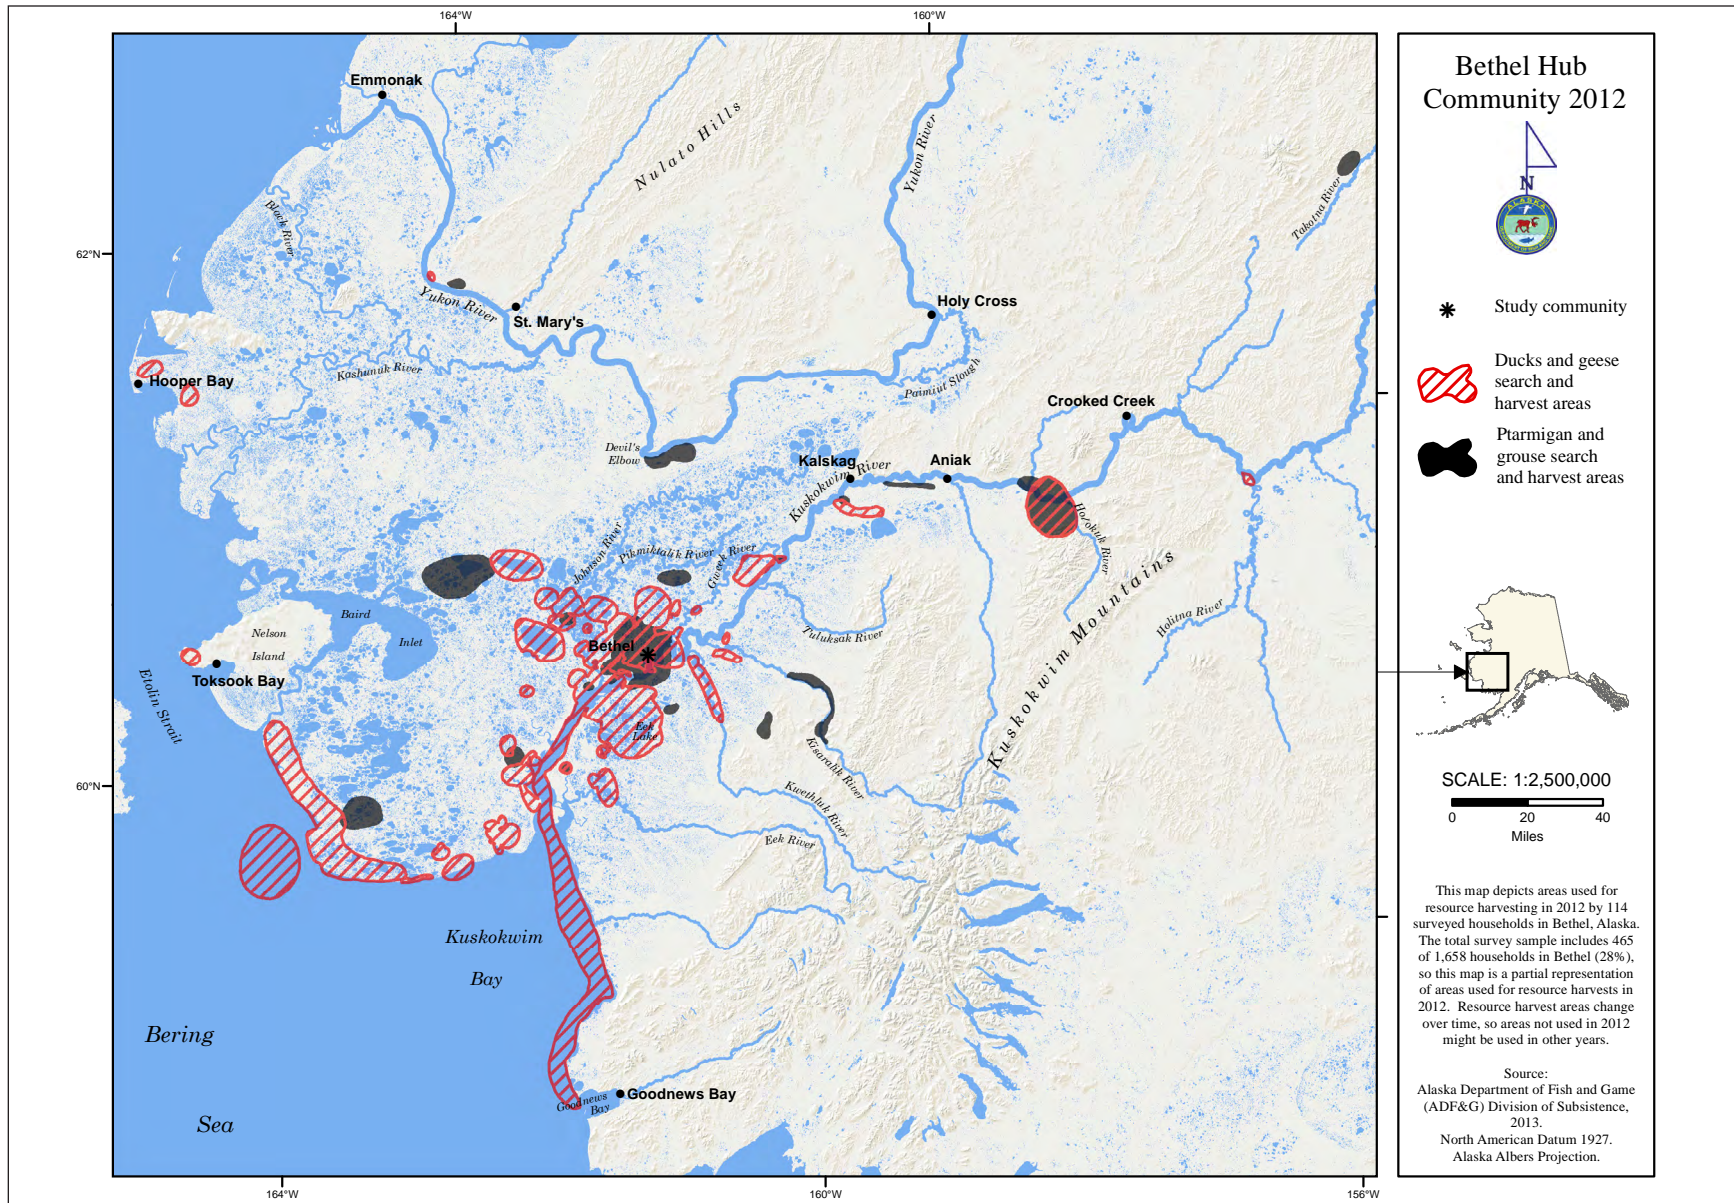 164°W
160°W
Emmonak
Nulato Hills
Yukon River
Black River
Takotna River
62°N
Yukon River
St. Mary's
Holy Cross
Hooper Bay
Kashunuk River
Paimiut Slough
Crooked Creek
Devil's
Elbow
Kalskag
Aniak
Kuskokwim River
Johnson River
Pikmiktalik River
Gweek River
Holokuk River
Holitna River
Baird
Inlet
Nelson
Island
Toksook Bay
Etolin Strait
Bethel
Tuluksak River
Kuskokwim Mountains
Eek
Lake
Kisaralik River
Kwethluk River
Eek River
60°N
Kuskokwim
Bay
Bering
Sea
Goodnews
Bay
Goodnews Bay
164°W
160°W
156°W
Bethel Hub
Community 2012
N
ALASKA
Study community
Ducks and geese
search and
harvest areas
Ptarmigan and
grouse search
and harvest areas
SCALE: 1:2,500,000
0 20 40
Miles
This map depicts areas used for
resource harvesting in 2012 by 114
surveyed households in Bethel, Alaska.
The total survey sample includes 465
of 1,658 households in Bethel (28%),
so this map is a partial representation
of areas used for resource harvests in
2012. Resource harvest areas change
over time, so areas not used in 2012
might be used in other years.
Source:
Alaska Department of Fish and Game
(ADF&G) Division of Subsistence,
2013.
North American Datum 1927.
Alaska Albers Projection.